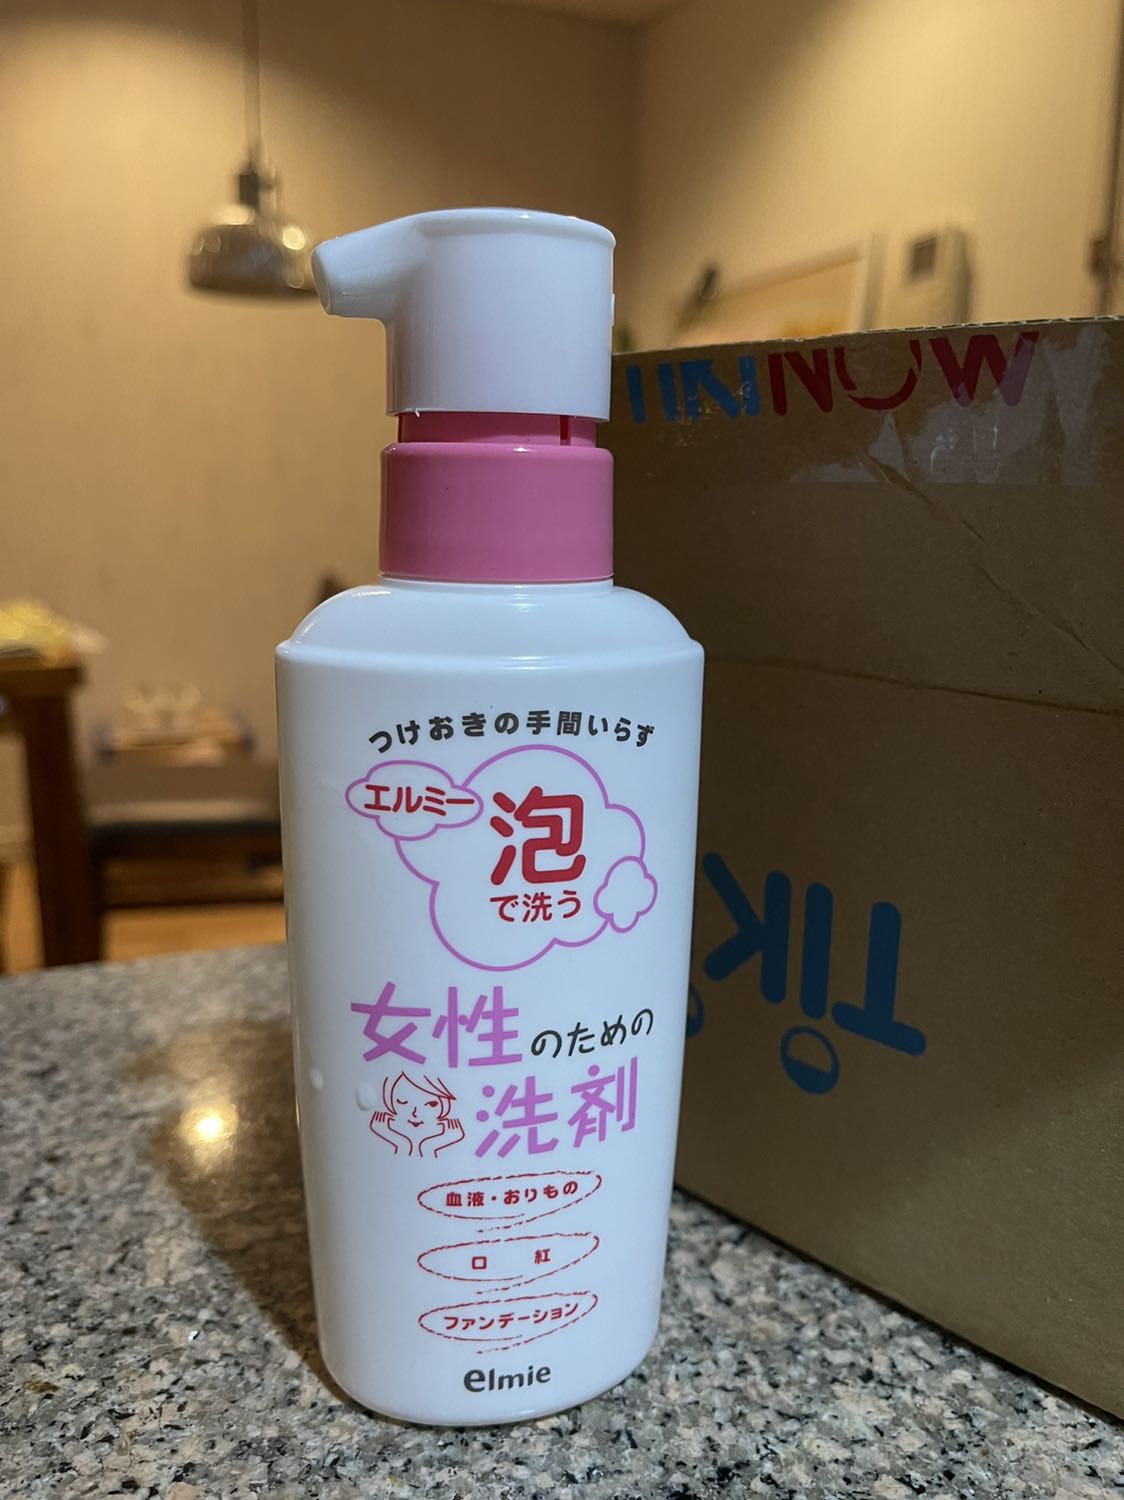 つけおきの手間いらず
エルミー
泡
で洗う
女性のための
洗剤
血液・おりもの
口紅
ファンデーション
elmie
TIKINOW
Tiki